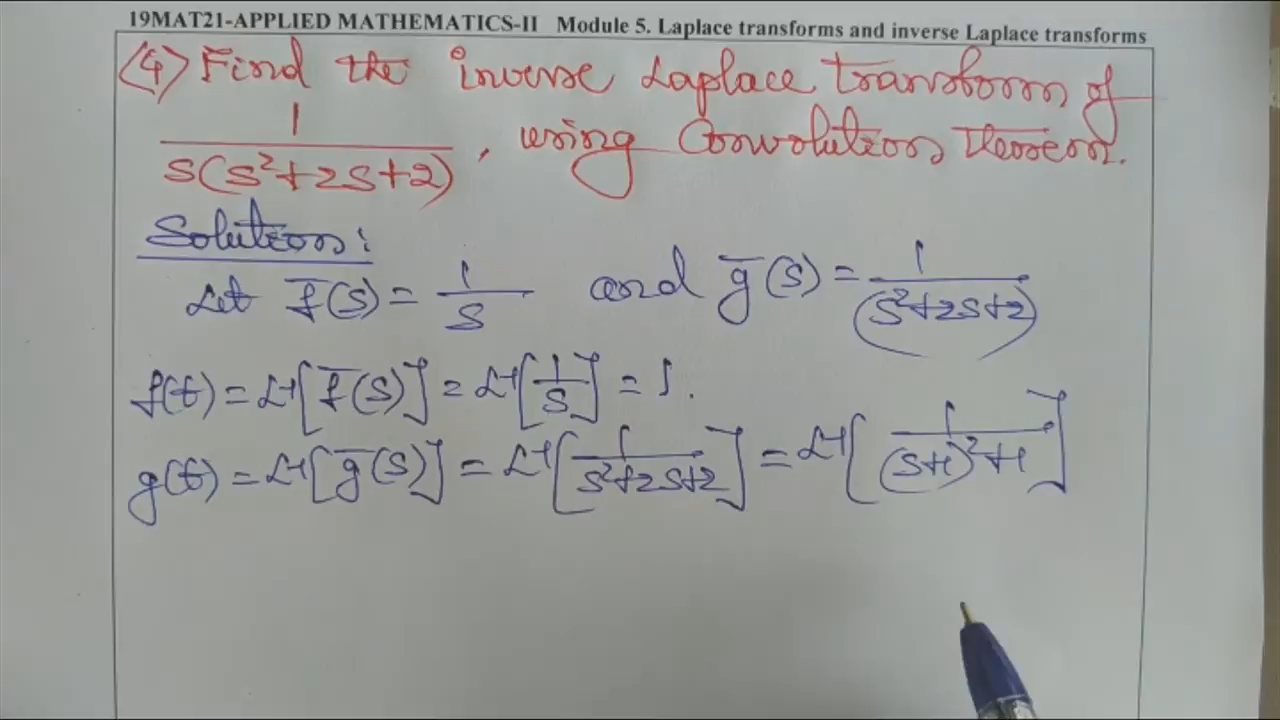 19MAT21-APPLIED MATHEMATICS-II Module 5. Laplace transforms and inverse Laplace transforms
<4> Find the inverse Laplace transform of
1/(s(s²+2s+2)), using Convolution theorem.
Solution:
Let f̄(s) = 1/s and ḡ(s) = 1/(s²+2s+2)
f(t) = L⁻¹[f̄(s)] = L⁻¹[1/s] = 1.
g(t) = L⁻¹[ḡ(s)] = L⁻¹[1/(s²+2s+2)] = L⁻¹[1/((s+1)²+1)]